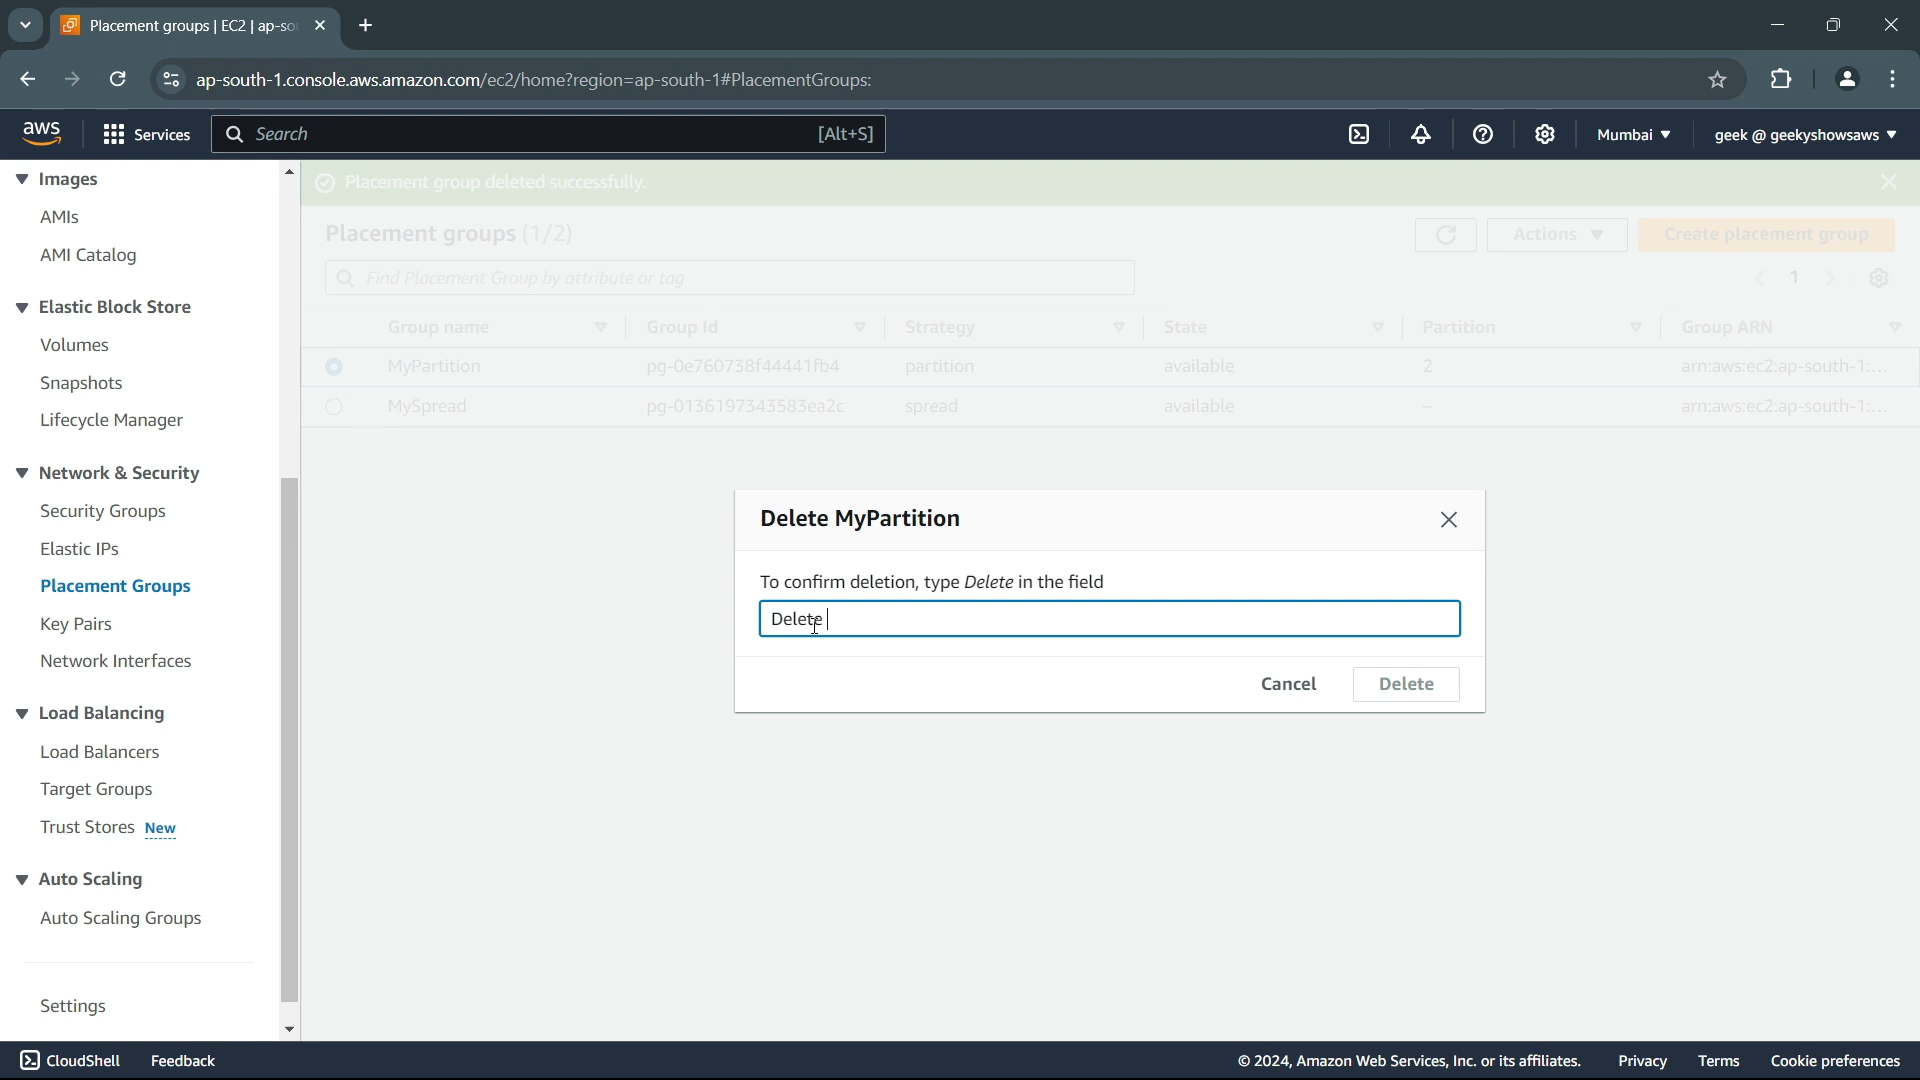 Placement groups | EC2 | ap-so
ap-south-1.console.aws.amazon.com/ec2/home?region=ap-south-1#PlacementGroups:
aws
Services
Search
[Alt+S]
Mumbai
geek @ geekyshowsaws
Images
AMIs
AMI Catalog
Elastic Block Store
Volumes
Snapshots
Lifecycle Manager
Network & Security
Security Groups
Elastic IPs
Placement Groups
Key Pairs
Network Interfaces
Load Balancing
Load Balancers
Target Groups
Trust Stores New
Auto Scaling
Auto Scaling Groups
Settings
Placement group deleted successfully.
Placement groups (1/2)
Actions
Create placement group
Find Placement Group by attribute or tag
1
Group name Group Id Strategy State Partition Group ARN
MyPartition pg-0e760738f44441fb4 partition available 2 arn:aws:ec2:ap-south-1:...
MySpread pg-0136197343583ea2c spread available – arn:aws:ec2:ap-south-1:...
Delete MyPartition
To confirm deletion, type Delete in the field
Delete
Cancel
Delete
CloudShell
Feedback
© 2024, Amazon Web Services, Inc. or its affiliates.
Privacy
Terms
Cookie preferences